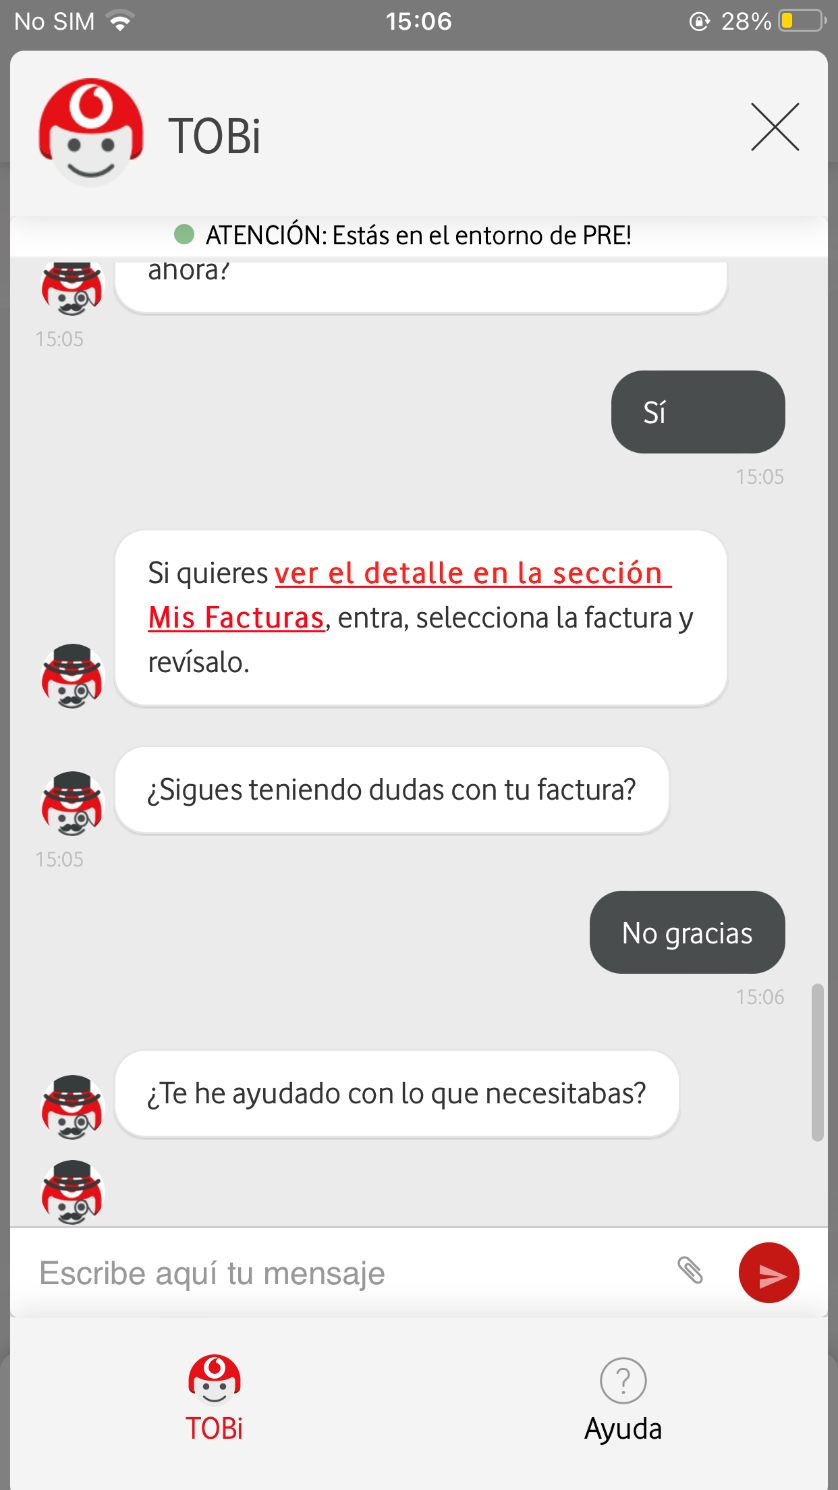 No SIM 15:06 28%
TOBi
ATENCIÓN: Estás en el entorno de PRE!
ahora?
15:05
Sí
15:05
Si quieres ver el detalle en la sección
Mis Facturas, entra, selecciona la factura y
revísalo.
¿Sigues teniendo dudas con tu factura?
15:05
No gracias
15:06
¿Te he ayudado con lo que necesitabas?
Escribe aquí tu mensaje
TOBi
?
Ayuda